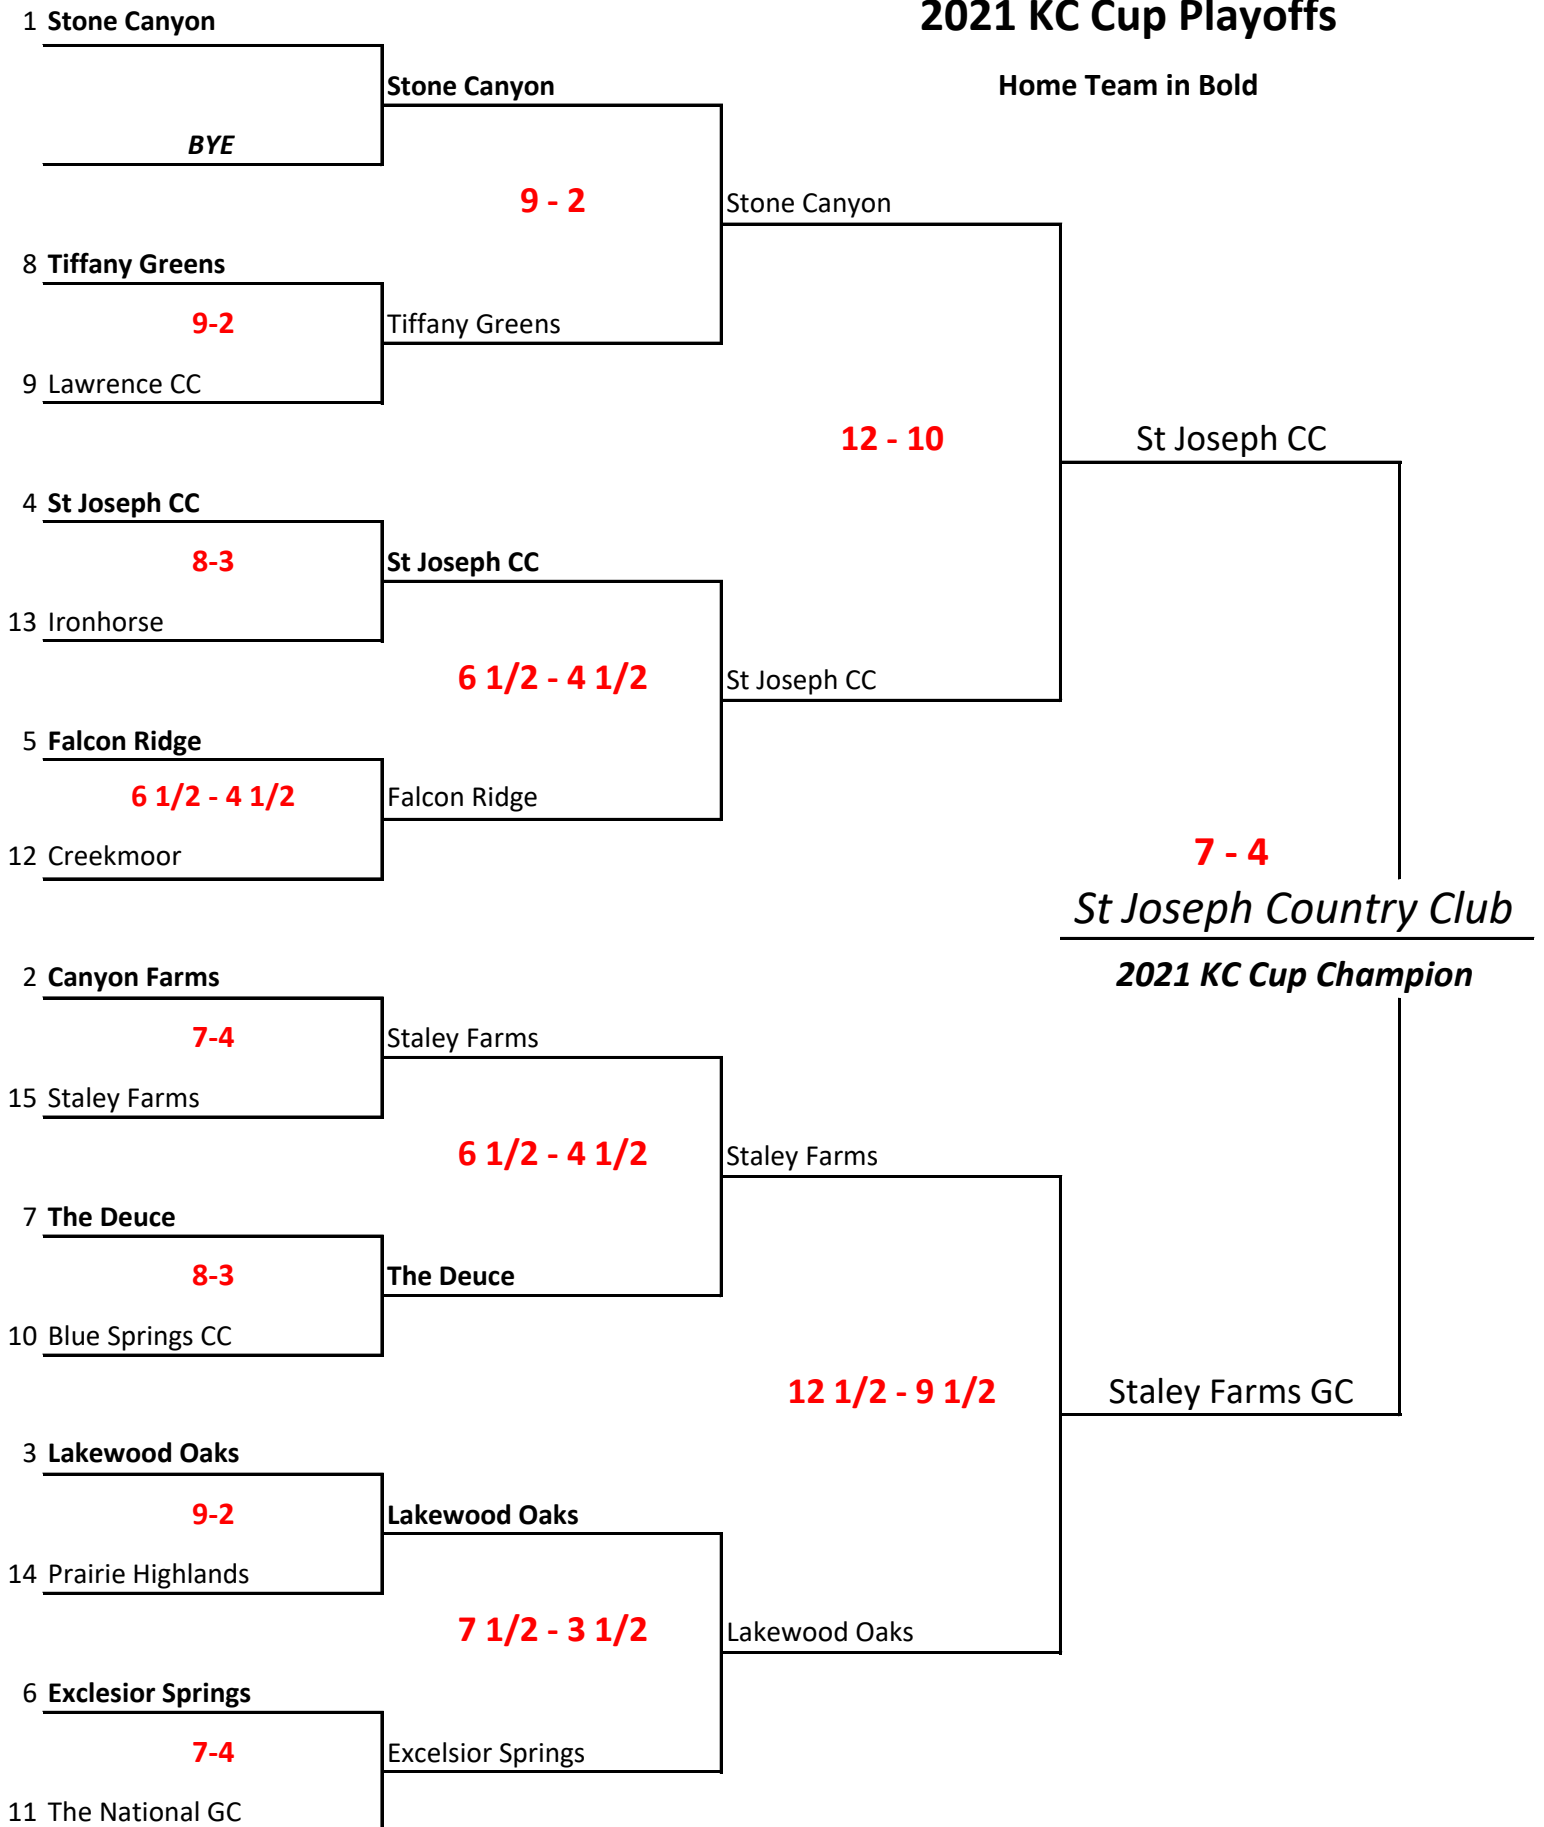 2021 KC Cup Playoffs
Home Team in Bold
1 Stone Canyon
Stone Canyon
BYE
9 - 2
Stone Canyon
8 Tiffany Greens
9-2
Tiffany Greens
9 Lawrence CC
12 - 10
St Joseph CC
4 St Joseph CC
8-3
St Joseph CC
13 Ironhorse
6 1/2 - 4 1/2
St Joseph CC
5 Falcon Ridge
6 1/2 - 4 1/2
Falcon Ridge
12 Creekmoor
7 - 4
St Joseph Country Club
2021 KC Cup Champion
2 Canyon Farms
7-4
Staley Farms
15 Staley Farms
6 1/2 - 4 1/2
Staley Farms
7 The Deuce
8-3
The Deuce
10 Blue Springs CC
12 1/2 - 9 1/2
Staley Farms GC
3 Lakewood Oaks
9-2
Lakewood Oaks
14 Prairie Highlands
7 1/2 - 3 1/2
Lakewood Oaks
6 Exclesior Springs
7-4
Excelsior Springs
11 The National GC